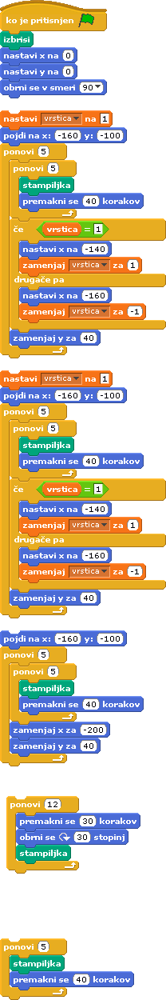 ko je pritisnjen
izbriši
nastavi x na 0
nastavi y na 0
obrni se v smeri 90
nastavi vrstica na 1
pojdi na x: -160 y: -100
ponovi 5
ponovi 5
štampiljka
premakni se 40 korakov
če vrstica = 1
nastavi x na -140
zamenjaj vrstica za 1
drugače pa
nastavi x na -160
zamenjaj vrstica za -1
zamenjaj y za 40
nastavi vrstica na 1
pojdi na x: -160 y: -100
ponovi 5
ponovi 5
štampiljka
premakni se 40 korakov
če vrstica = 1
nastavi x na -140
zamenjaj vrstica za 1
drugače pa
nastavi x na -160
zamenjaj vrstica za -1
zamenjaj y za 40
pojdi na x: -160 y: -100
ponovi 5
ponovi 5
štampiljka
premakni se 40 korakov
zamenjaj x za -200
zamenjaj y za 40
ponovi 12
premakni se 30 korakov
obrni se 30 stopinj
štampiljka
ponovi 5
štampiljka
premakni se 40 korakov